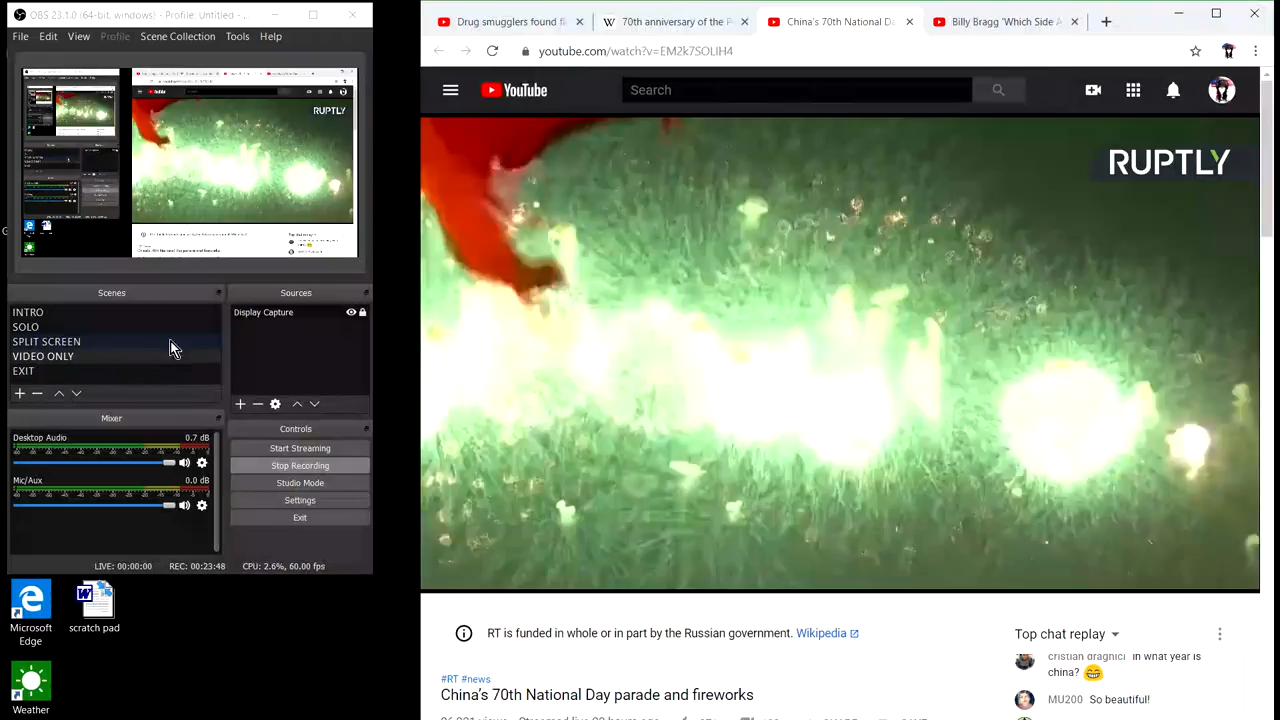 OBS 23.1.0 (64-bit, windows) - Profile: Untitled - ..
File Edit View Profile Scene Collection Tools Help
Scenes
Sources
INTRO
SOLO
SPLIT SCREEN
VIDEO ONLY
EXIT
Display Capture
Mixer
Controls
Desktop Audio 0.7 dB
Mic/Aux 0.0 dB
Start Streaming
Stop Recording
Studio Mode
Settings
Exit
LIVE: 00:00:00 REC: 00:23:48 CPU: 2.6%, 60.00 fps
Microsoft
Edge
scratch pad
Weather
Drug smugglers found fl
70th anniversary of the P
China's 70th National Da
Billy Bragg 'Which Side A
youtube.com/watch?v=EM2k7SOLIH4
YouTube
Search
RUPTLY
RT is funded in whole or in part by the Russian government. Wikipedia
#RT #news
China's 70th National Day parade and fireworks
Top chat replay
cristian draghici in what year is
china?
MU200 So beautiful!